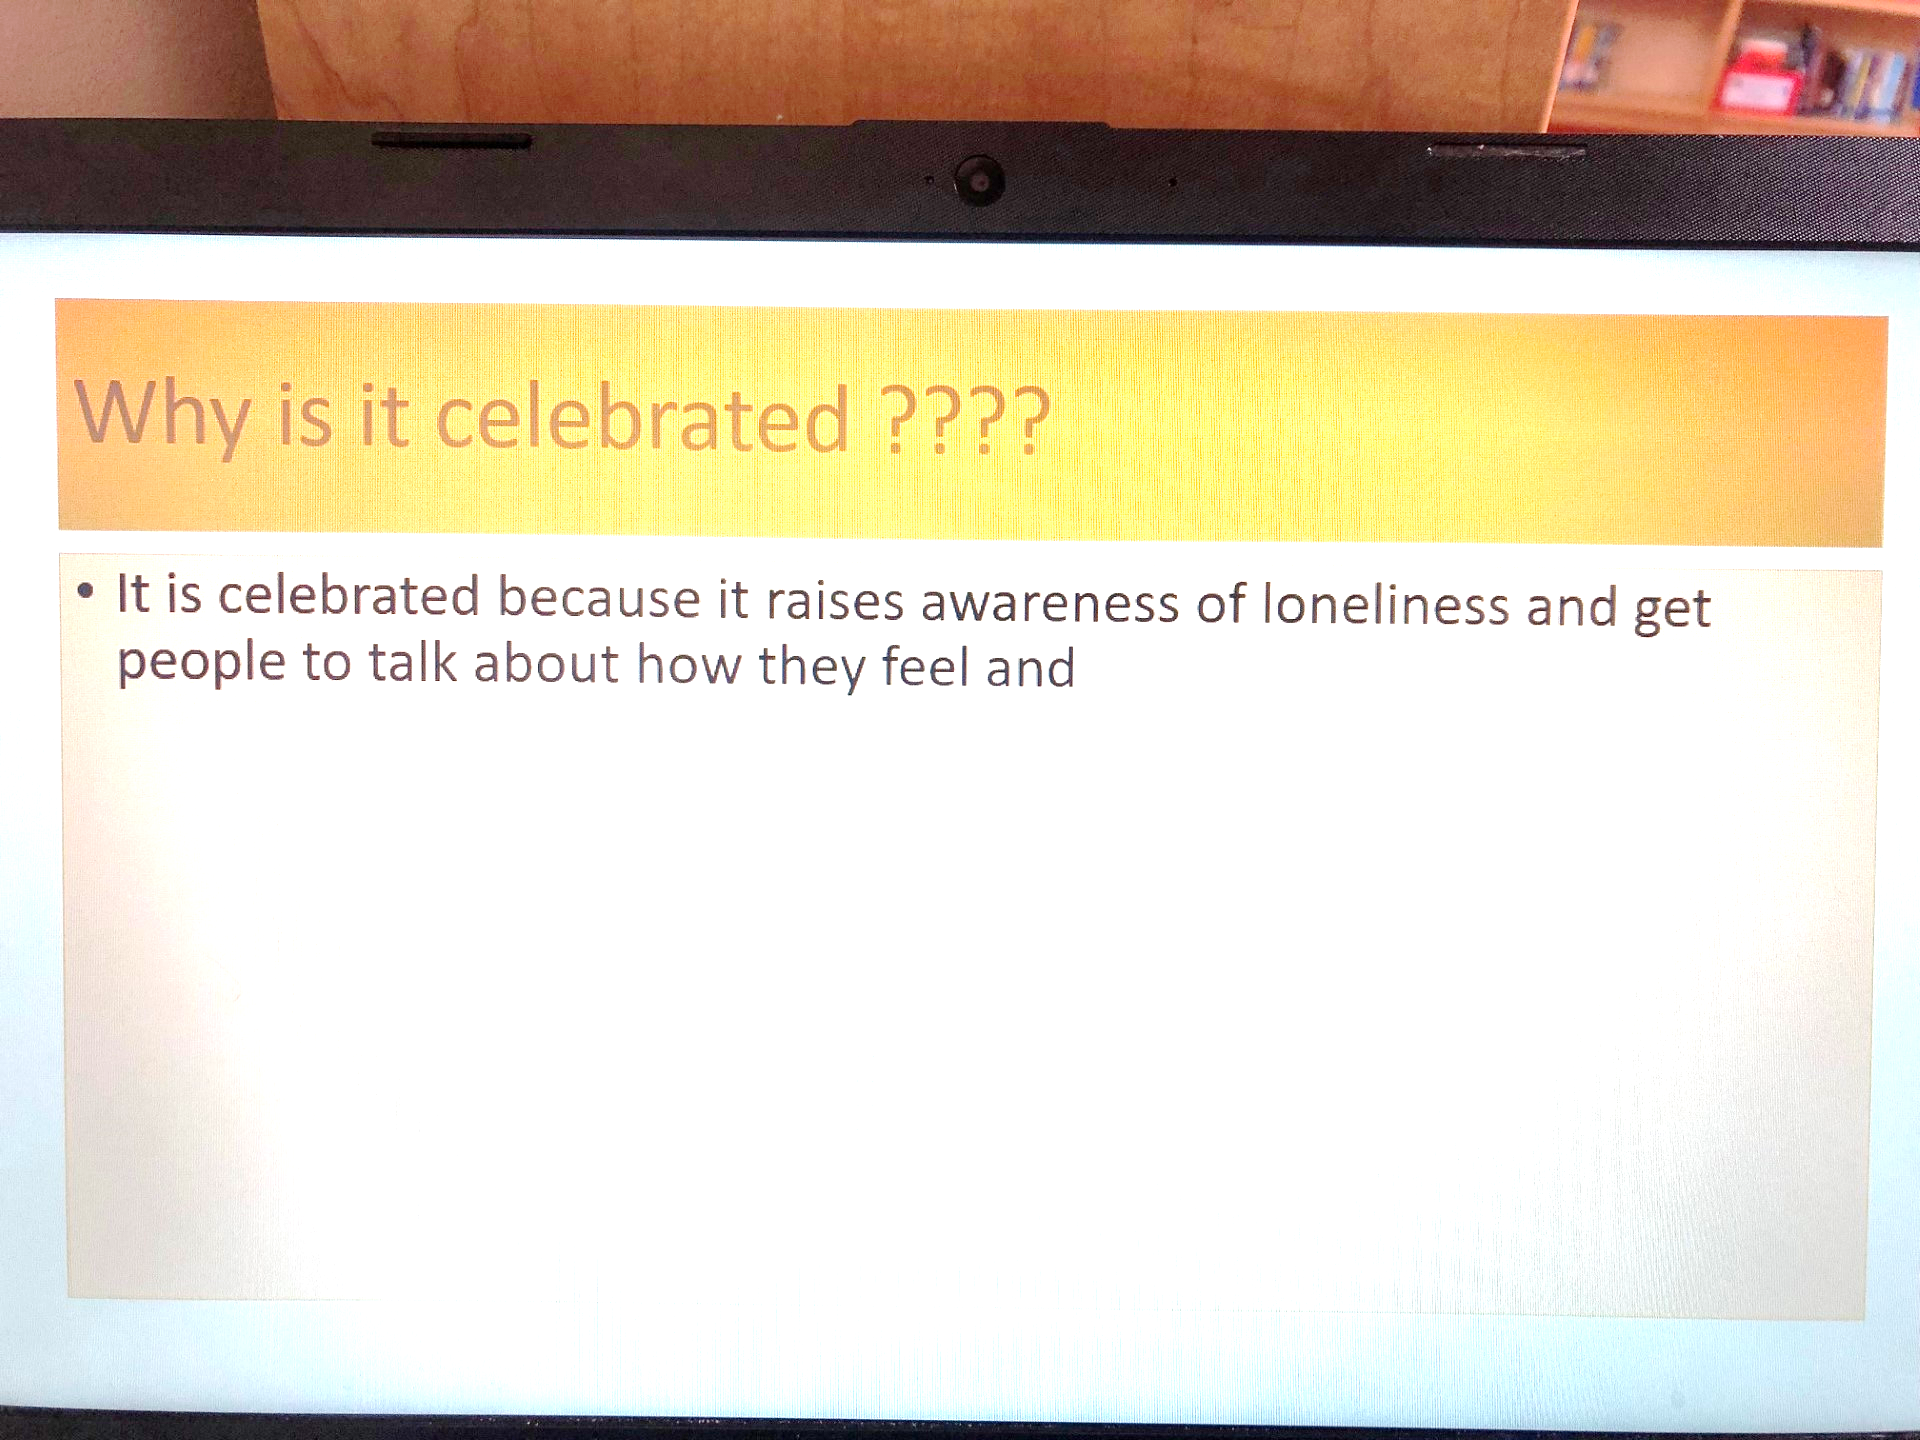 Why is it celebrated ????
• It is celebrated because it raises awareness of loneliness and get
people to talk about how they feel and